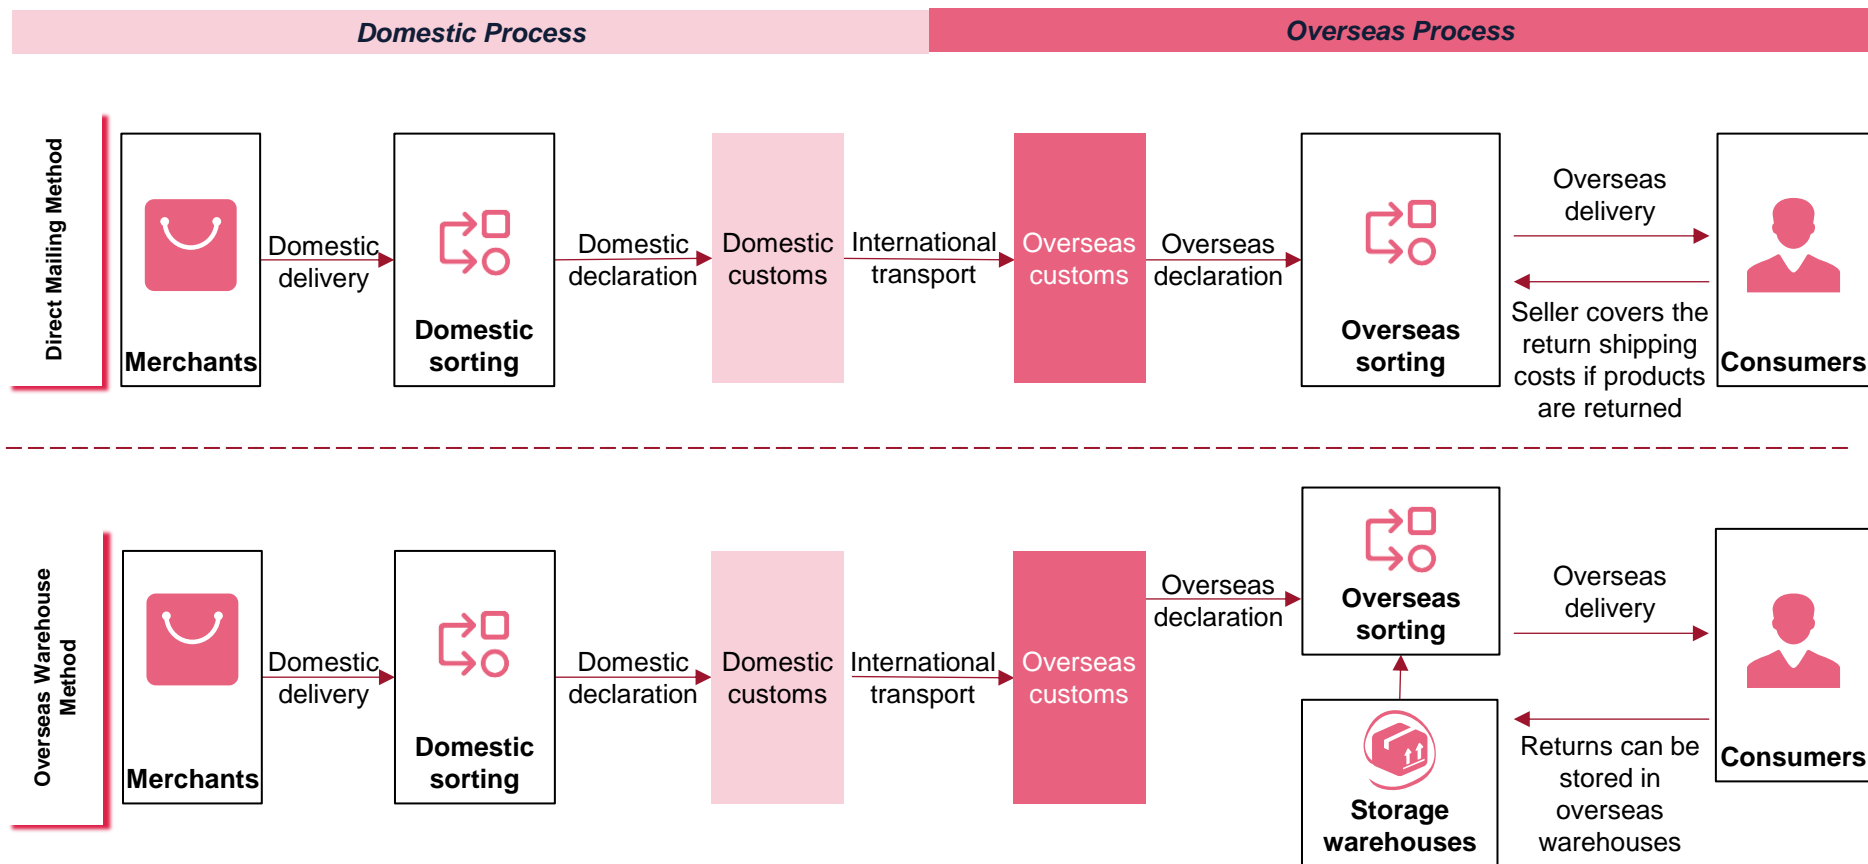 Domestic Process
Overseas Process
Direct Mailing Method
Merchants
Domestic
delivery
Domestic
sorting
Domestic
declaration
Domestic
customs
International
transport
Overseas
customs
Overseas
declaration
Overseas
sorting
Overseas
delivery
Seller covers the
return shipping
costs if products
are returned
Consumers
Overseas Warehouse
Method
Merchants
Domestic
delivery
Domestic
sorting
Domestic
declaration
Domestic
customs
International
transport
Overseas
customs
Overseas
declaration
Overseas
sorting
Storage
warehouses
Overseas
delivery
Returns can be
stored in
overseas
warehouses
Consumers